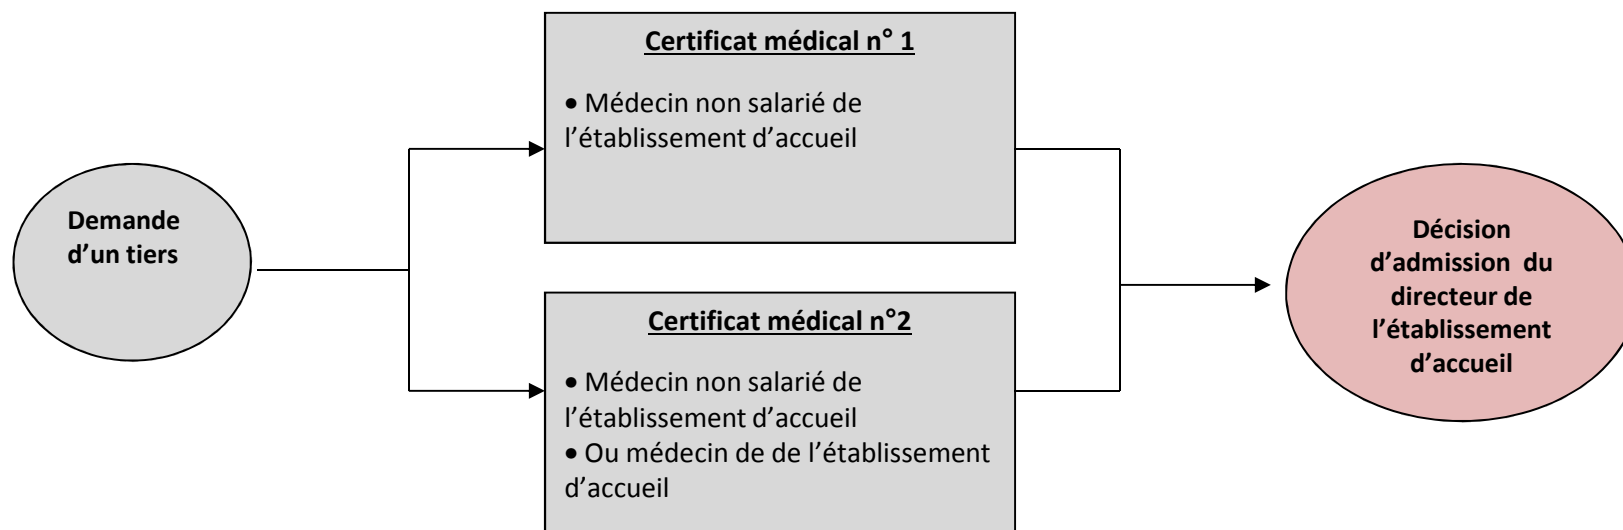 Demande
d’un tiers
Certificat médical n° 1
• Médecin non salarié de
l’établissement d’accueil
Certificat médical n°2
• Médecin non salarié de
l’établissement d’accueil
• Ou médecin de de l’établissement
d’accueil
Décision
d’admission du
directeur de
l’établissement
d’accueil